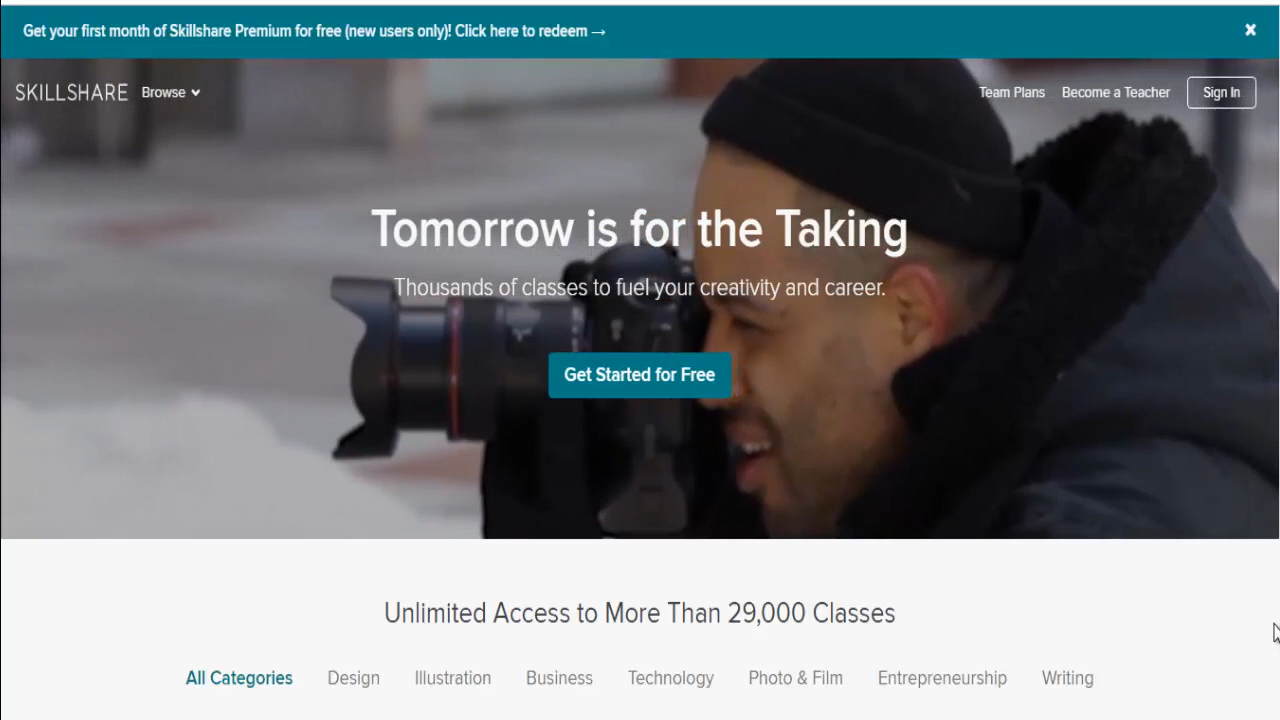 Get your first month of Skillshare Premium for free (new users only)! Click here to redeem →
SKILLSHARE Browse Team Plans Become a Teacher Sign In
Tomorrow is for the Taking
Thousands of classes to fuel your creativity and career.
Get Started for Free
Unlimited Access to More Than 29,000 Classes
All Categories Design Illustration Business Technology Photo & Film Entrepreneurship Writing